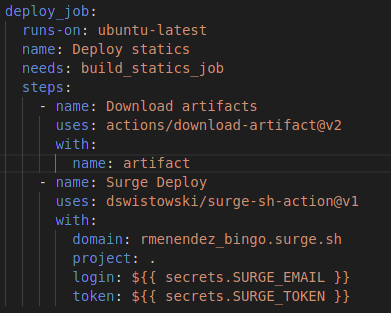 deploy_job:
  runs-on: ubuntu-latest
  name: Deploy statics
  needs: build_statics_job
  steps:
    - name: Download artifacts
      uses: actions/download-artifact@v2
      with:
        name: artifact
    - name: Surge Deploy
      uses: dswistowski/surge-sh-action@v1
      with:
        domain: rmenendez_bingo.surge.sh
        project: .
        login: ${{ secrets.SURGE_EMAIL }}
        token: ${{ secrets.SURGE_TOKEN }}